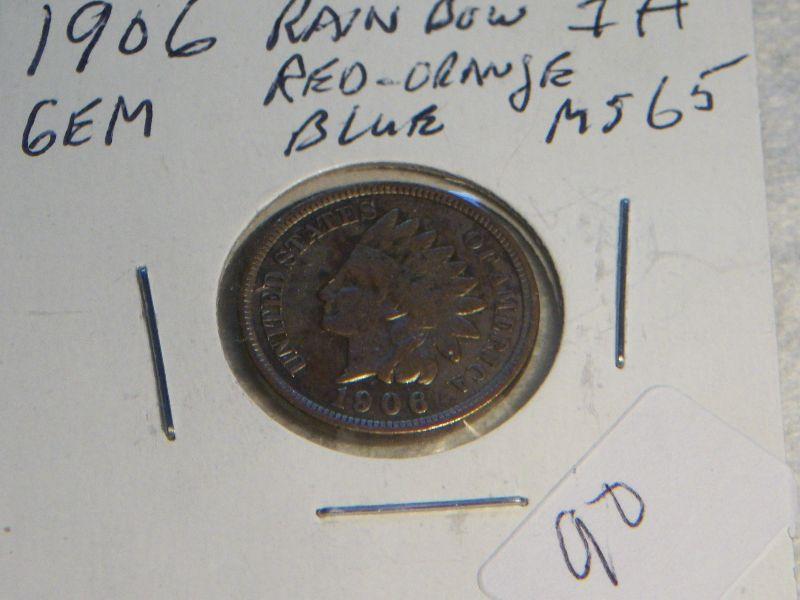 1906 RAINBOW IH
RED-ORANGE
GEM BLUE MS65
UNITED STATES OF AMERICA
1906
90